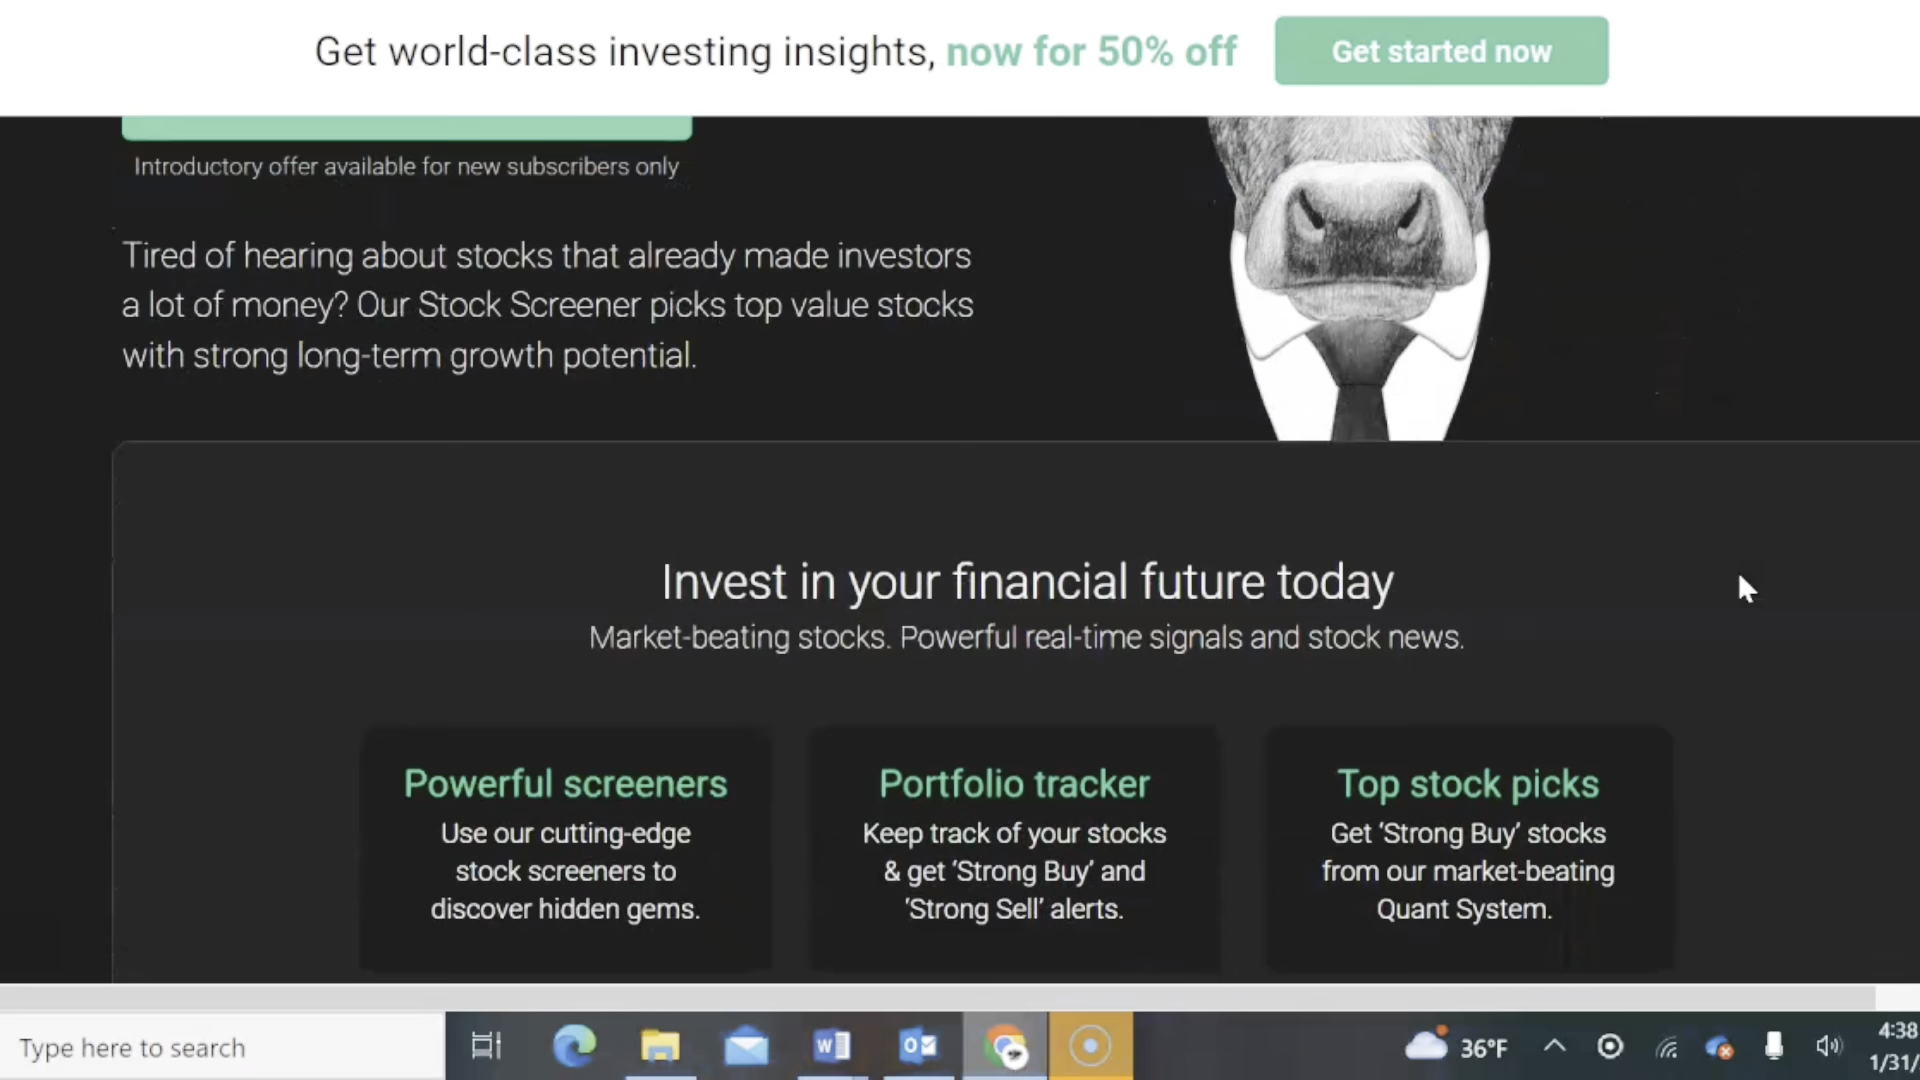 Get world-class investing insights, now for 50% off
Get started now
Introductory offer available for new subscribers only
Tired of hearing about stocks that already made investors
a lot of money? Our Stock Screener picks top value stocks
with strong long-term growth potential.
Invest in your financial future today
Market-beating stocks. Powerful real-time signals and stock news.
Powerful screeners
Use our cutting-edge
stock screeners to
discover hidden gems.
Portfolio tracker
Keep track of your stocks
& get ‘Strong Buy’ and
‘Strong Sell’ alerts.
Top stock picks
Get ‘Strong Buy’ stocks
from our market-beating
Quant System.
Type here to search
36°F
4:38
1/31/